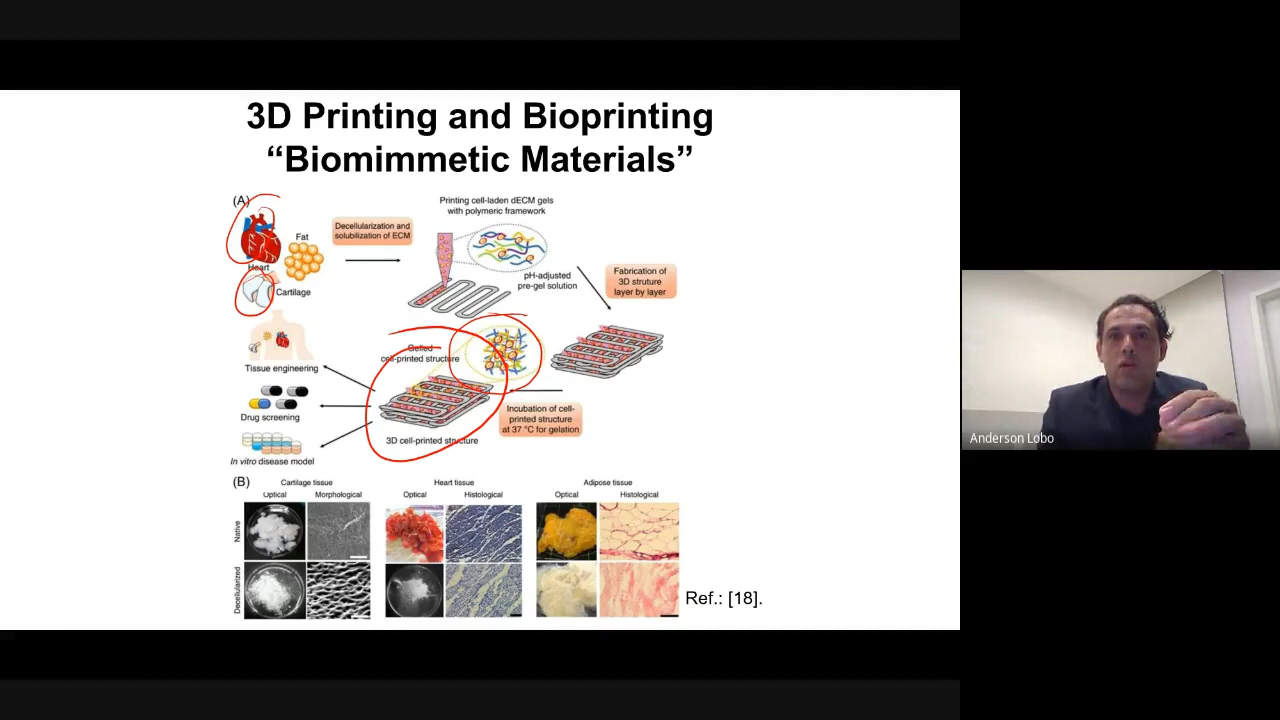 3D Printing and Bioprinting
“Biomimmetic Materials”
(A)
Heart
Fat
Cartilage
Decellularization and
solubilization of ECM
Printing cell-laden dECM gels
with polymeric framework
pH-adjusted
pre-gel solution
Fabrication of
3D struture
layer by layer
Gelled
cell-printed structure
Incubation of cell-
printed structure
at 37 °C for gelation
3D cell-printed structure
Tissue engineering
Drug screening
In vitro disease model
(B)
Cartilage tissue
Heart tissue
Adipose tissue
Optical
Morphological
Optical
Histological
Optical
Histological
Native
Decellularized
Ref.: [18].
Anderson Lobo